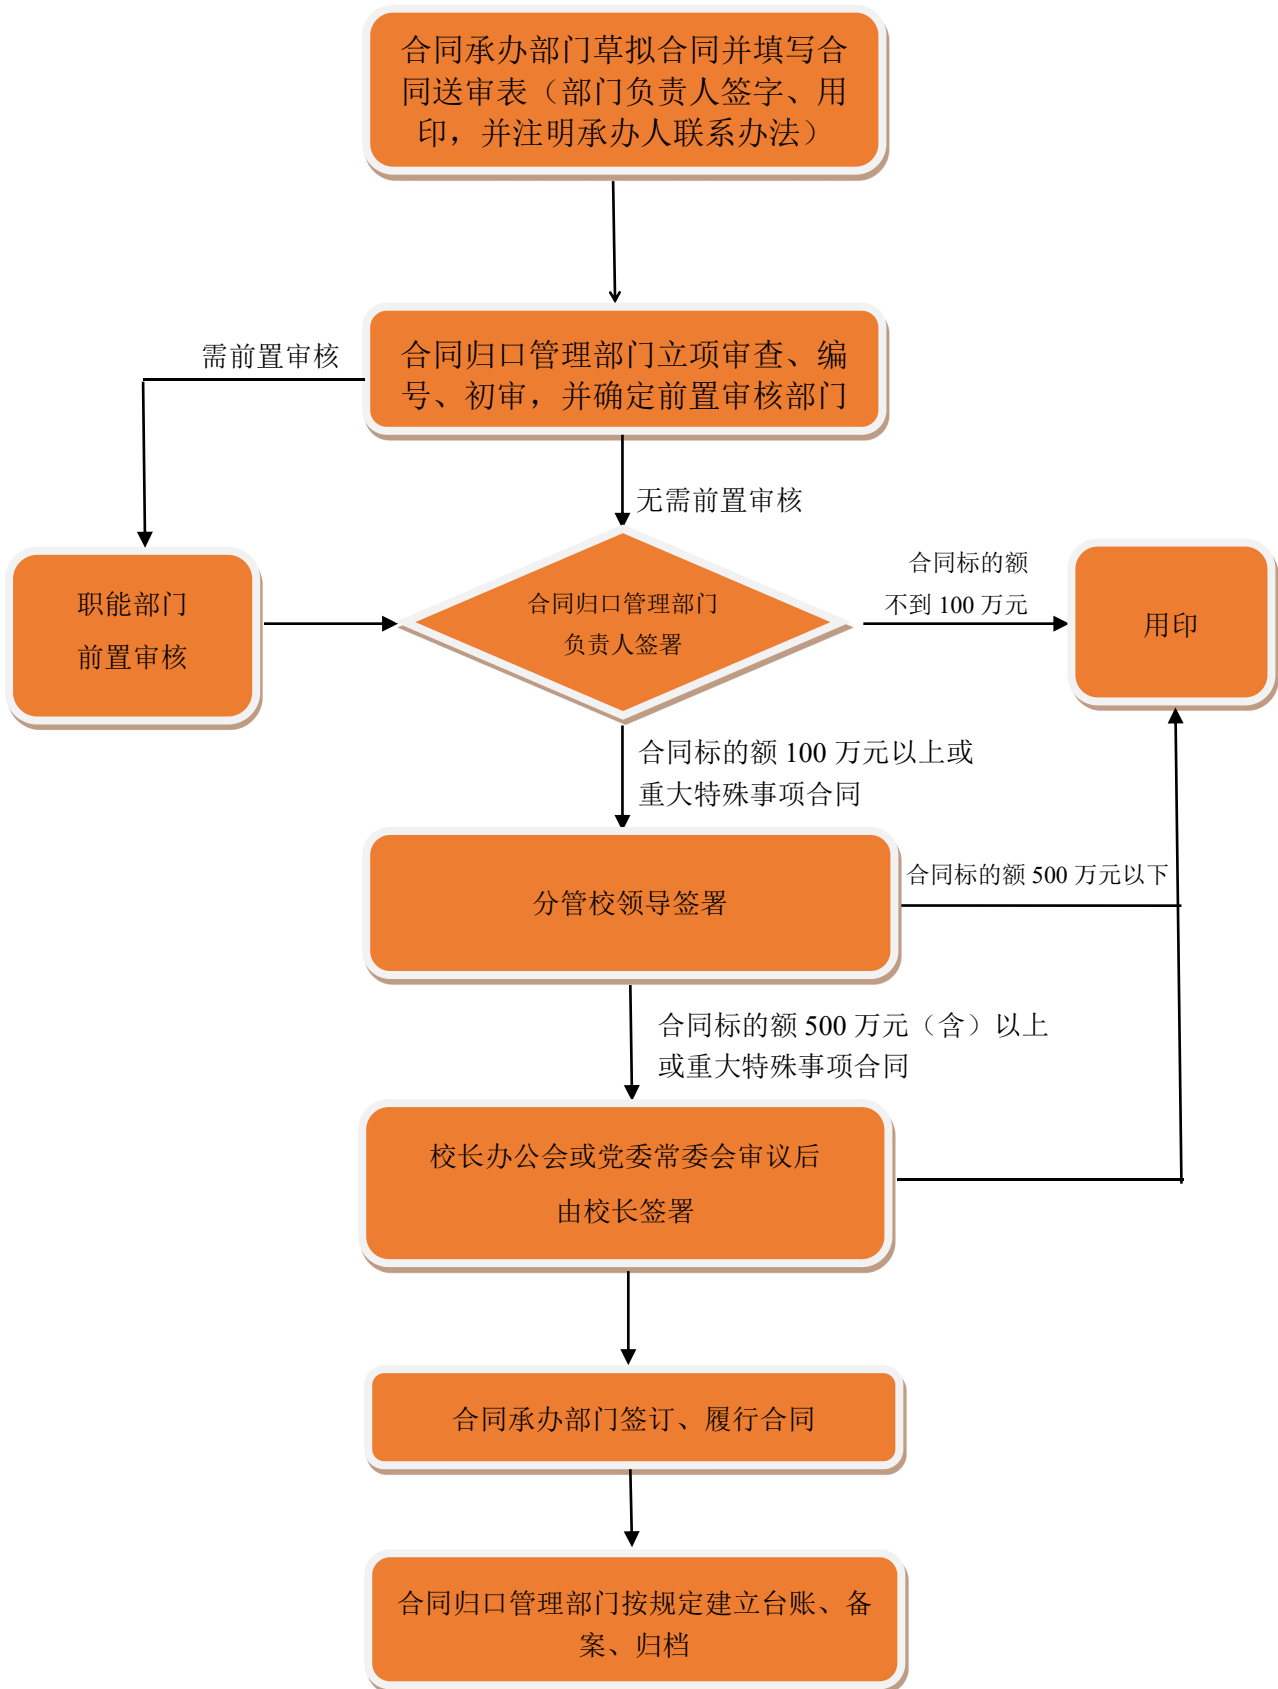 合同承办部门草拟合同并填写合
同送审表（部门负责人签字、用
印，并注明承办人联系办法）
需前置审核
合同归口管理部门立项审查、编
号、初审，并确定前置审核部门
无需前置审核
职能部门
前置审核
合同归口管理部门
负责人签署
合同标的额
不到 100 万元
用印
合同标的额 100 万元以上或
重大特殊事项合同
分管校领导签署
合同标的额 500 万元以下
合同标的额 500 万元（含）以上
或重大特殊事项合同
校长办公会或党委常委会审议后
由校长签署
合同承办部门签订、履行合同
合同归口管理部门按规定建立台账、备
案、归档